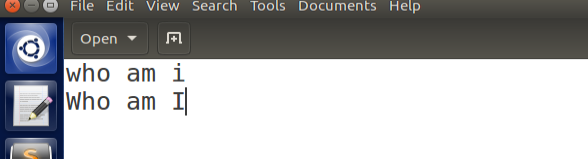 File Edit View Search Tools Documents Help
Open
who am i
Who am I